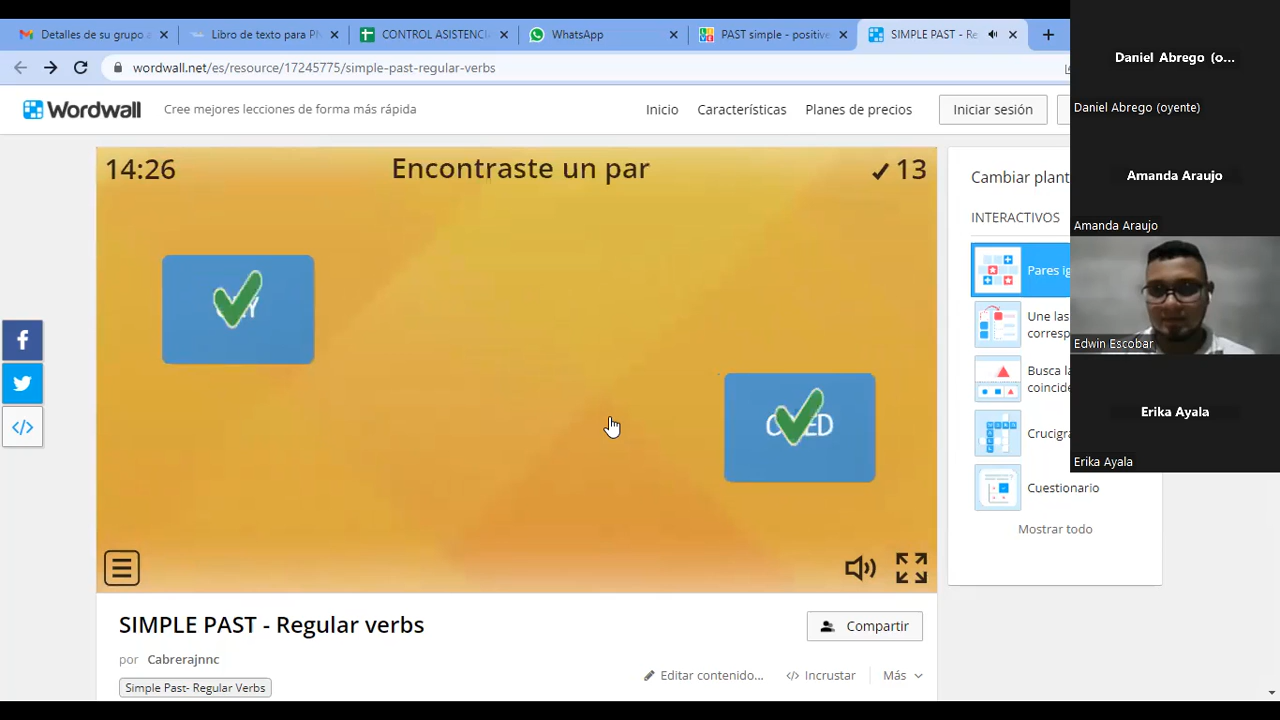 Detalles de su grupo
Libro de texto para Pl
CONTROL ASISTENC
WhatsApp
PAST simple - positive
SIMPLE PAST - Re
wordwall.net/es/resource/17245775/simple-past-regular-verbs
Wordwall
Cree mejores lecciones de forma más rápida
Inicio
Características
Planes de precios
Iniciar sesión
14:26
Encontraste un par
13
Cambiar plant
INTERACTIVOS
Pares ig
Une las
corresp
Busca la
coincide
Crucigra
Cuestionario
Mostrar todo
SIMPLE PAST - Regular verbs
Compartir
por Cabrerajnnc
Editar contenido...
Incrustar
Más
Simple Past- Regular Verbs
Daniel Abrego (o...
Daniel Abrego (oyente)
Amanda Araujo
Amanda Araujo
Edwin Escobar
Erika Ayala
Erika Ayala